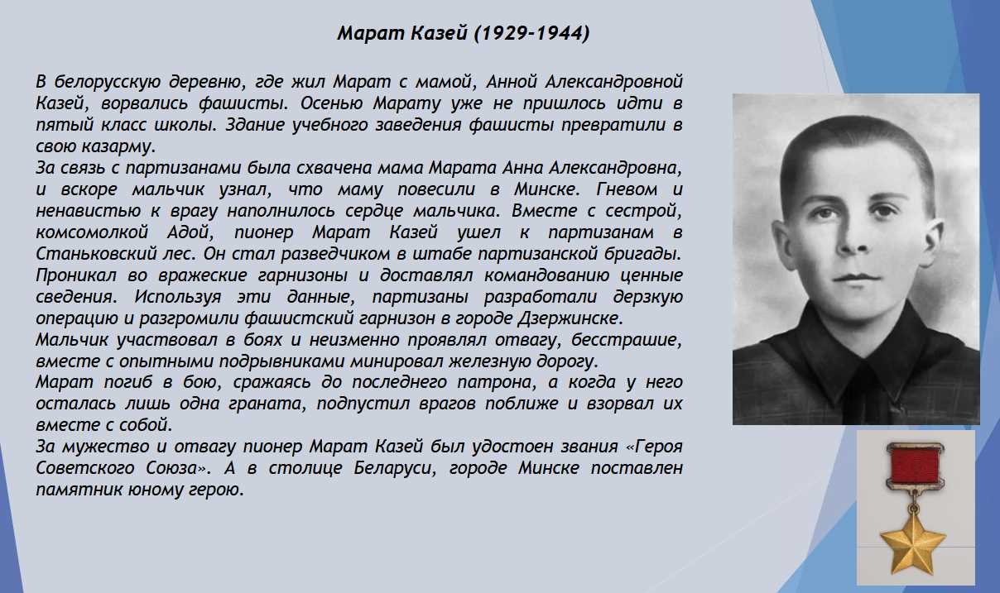 Марат Казей (1929-1944)
В белорусскую деревню, где жил Марат с мамой, Анной Александровной
Казей, ворвались фашисты. Осенью Марату уже не пришлось идти в
пятый класс школы. Здание учебного заведения фашисты превратили в
свою казарму.
За связь с партизанами была схвачена мама Марата Анна Александровна,
и вскоре мальчик узнал, что маму повесили в Минске. Гневом и
ненавистью к врагу наполнилось сердце мальчика. Вместе с сестрой,
комсомолкой Адой, пионер Марат Казей ушел к партизанам в
Станьковский лес. Он стал разведчиком в штабе партизанской бригады.
Проникал во вражеские гарнизоны и доставлял командованию ценные
сведения. Используя эти данные, партизаны разработали дерзкую
операцию и разгромили фашистский гарнизон в городе Дзержинске.
Мальчик участвовал в боях и неизменно проявлял отвагу, бесстрашие,
вместе с опытными подрывниками минировал железную дорогу.
Марат погиб в бою, сражаясь до последнего патрона, а когда у него
осталась лишь одна граната, подпустил врагов поближе и взорвал их
вместе с собой.
За мужество и отвагу пионер Марат Казей был удостоен звания «Героя
Советского Союза». А в столице Беларуси, городе Минске поставлен
памятник юному герою.